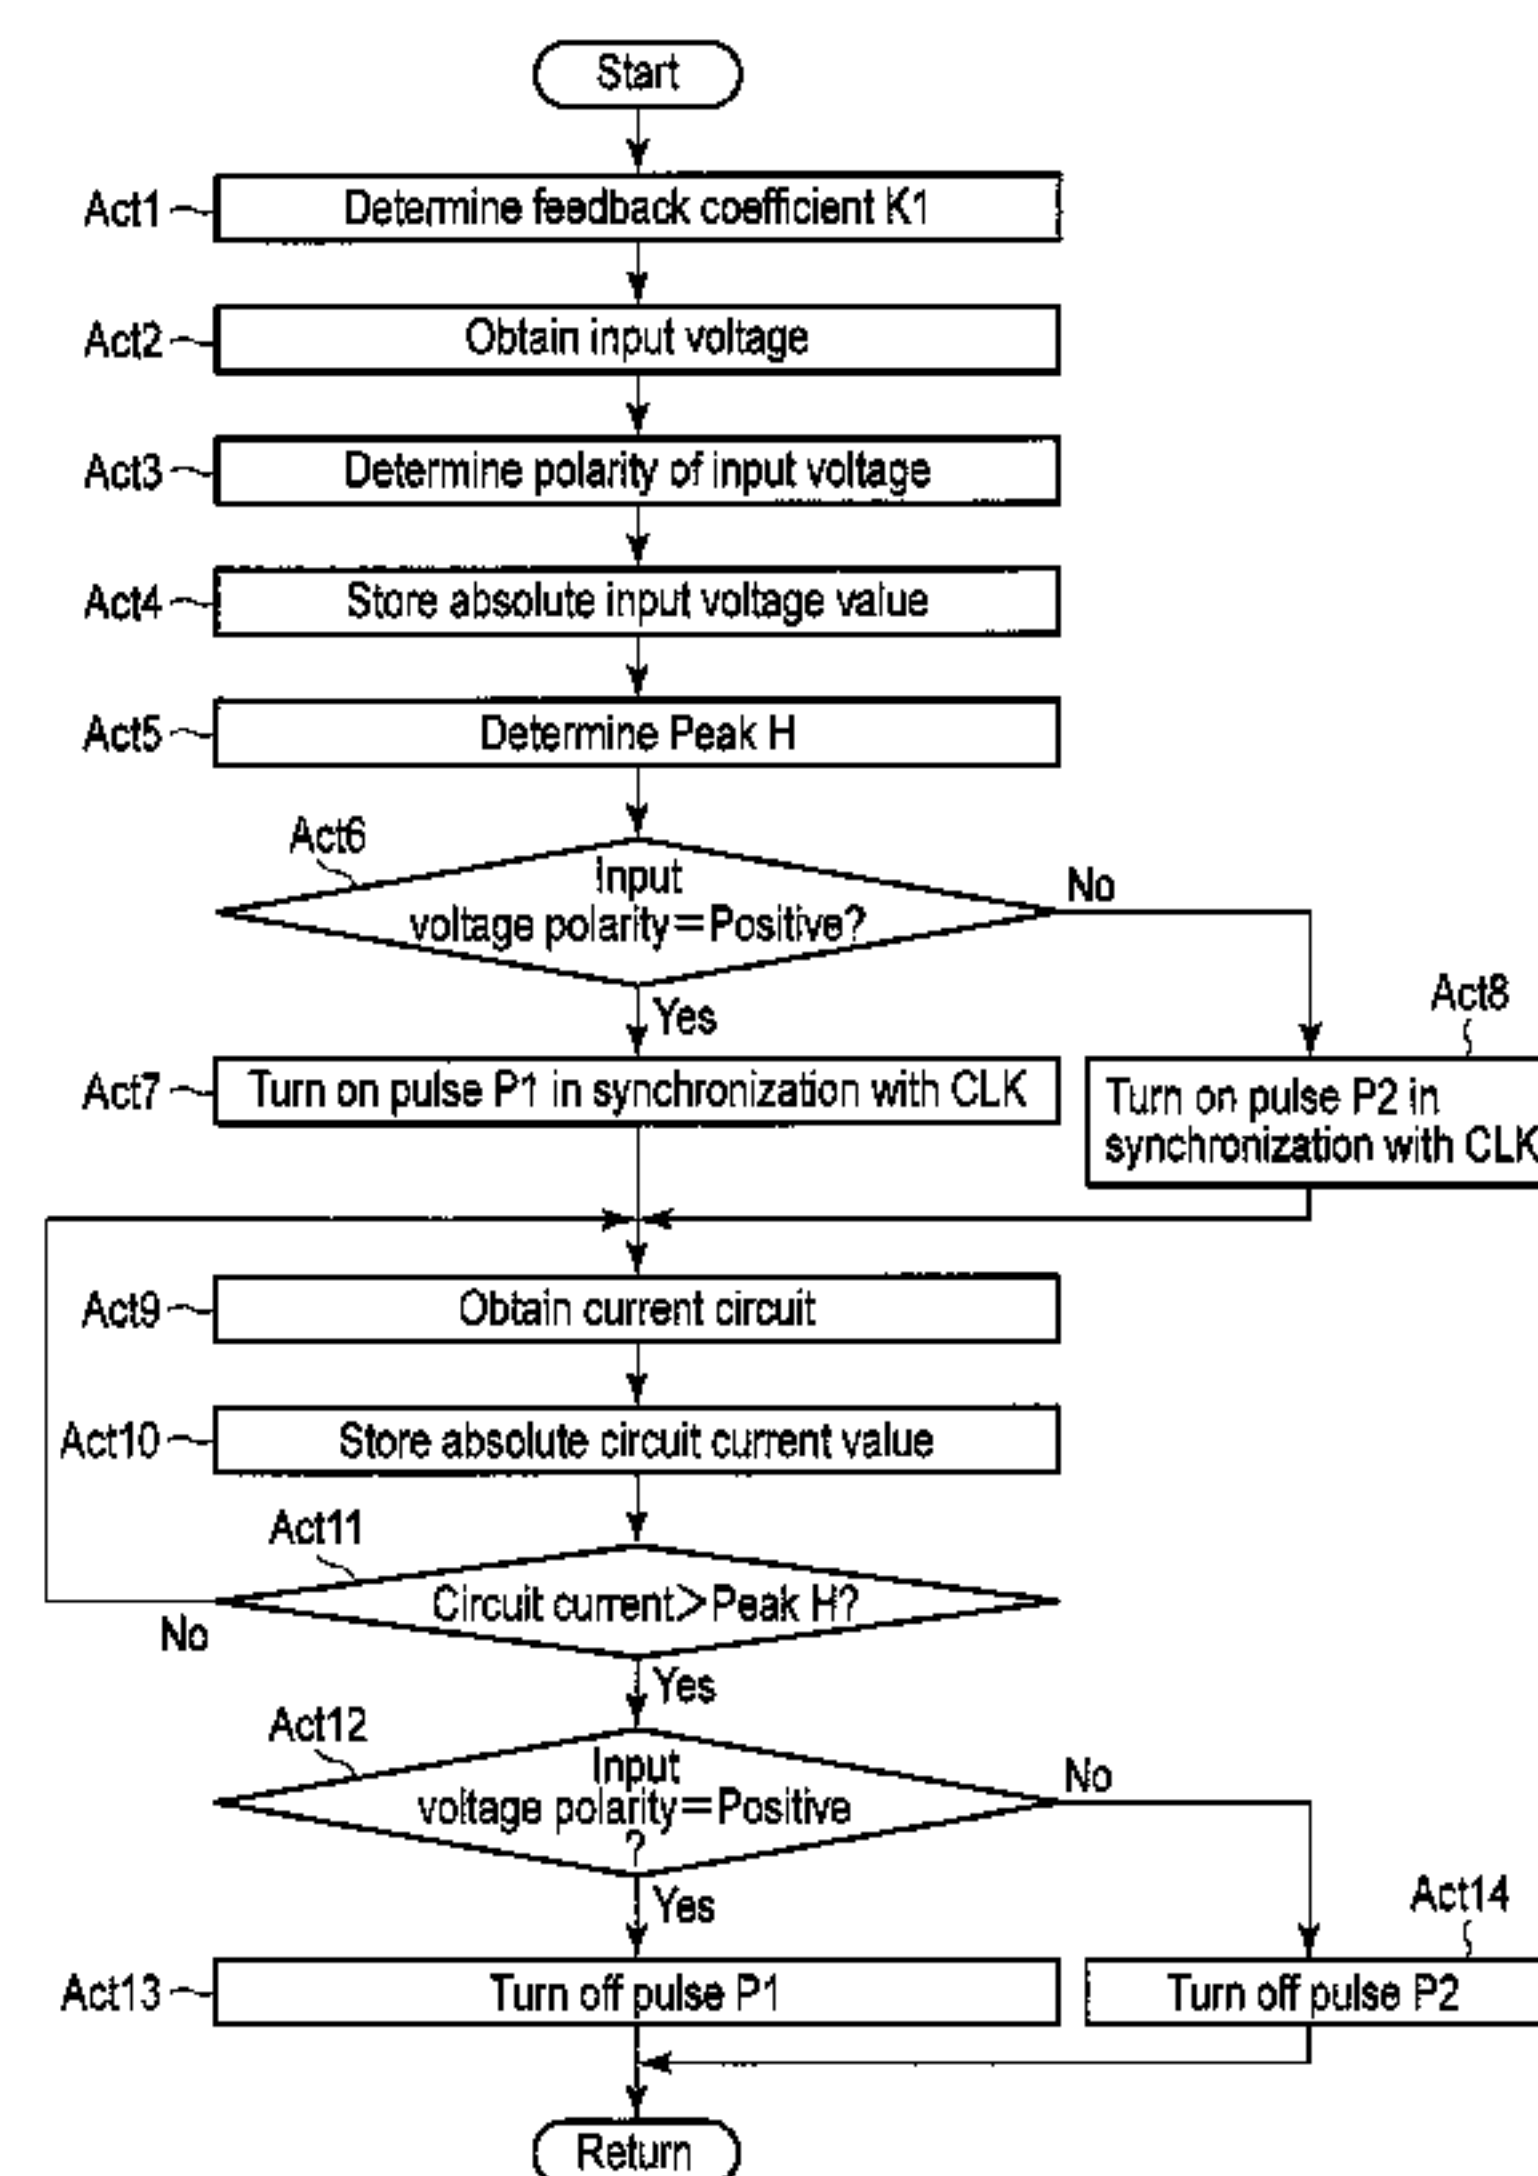 Start
Act1
Determine feedback coefficient K1
Act2
Obtain input voltage
Act3
Determine polarity of input voltage
Act4
Store absolute input voltage value
Act5
Determine Peak H
Act6
Input
voltage polarity=Positive?
No
Yes
Act8
Act7
Turn on pulse P1 in synchronization with CLK
Turn on pulse P2 in
synchronization with CLK
Act9
Obtain current circuit
Act10
Store absolute circuit current value
Act11
Circuit current>Peak H?
No
Yes
Act12
Input
voltage polarity=Positive
?
No
Yes
Act14
Act13
Turn off pulse P1
Turn off pulse P2
Return